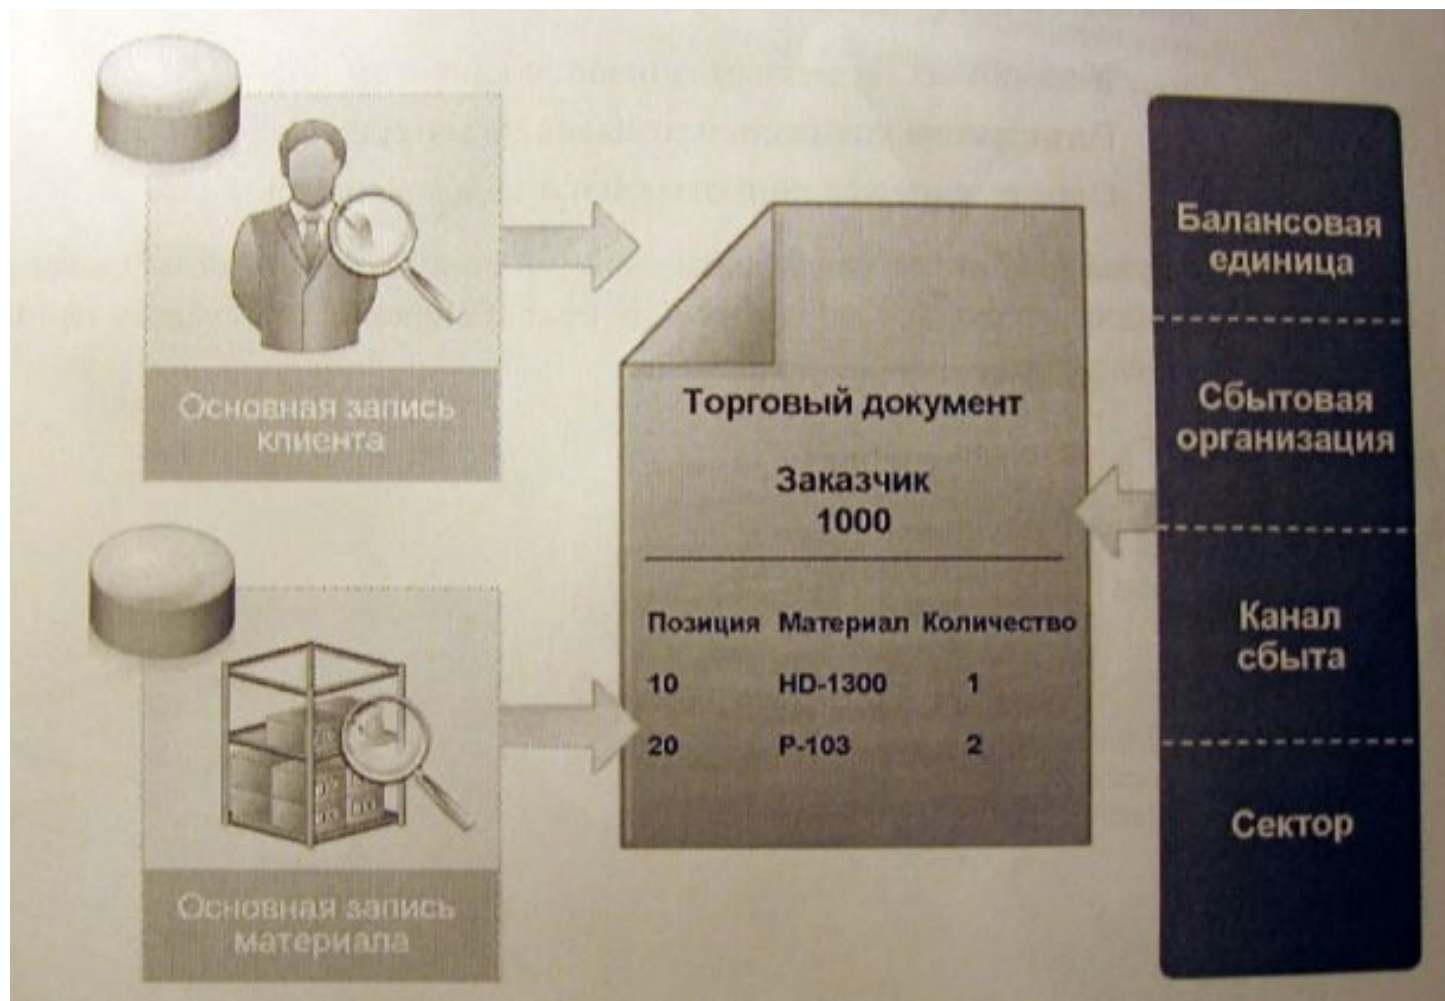 Основная запись
клиента
Основная запись
материала
Торговый документ
Заказчик
1000
Позиция Материал Количество
10 HD-1300 1
20 P-103 2
Балансовая
единица
Сбытовая
организация
Канал
сбыта
Сектор